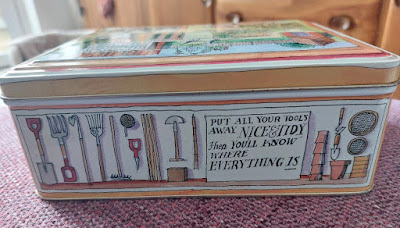 PUT ALL YOUR TOOLS
AWAY NICE & TIDY
Then YOU'LL KNOW
WHERE
EVERYTHING IS